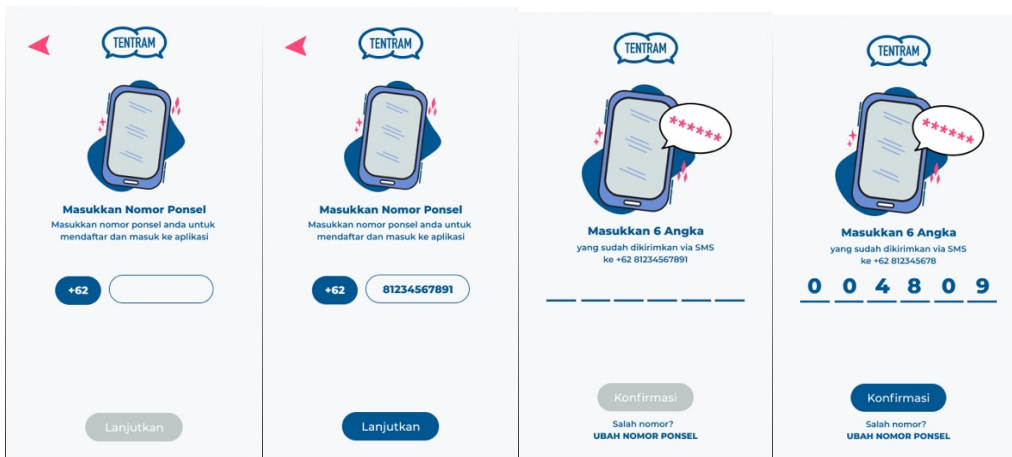 TENTRAM
Masukkan Nomor Ponsel
Masukkan nomor ponsel anda untuk
mendaftar dan masuk ke aplikasi
+62
Lanjutkan
TENTRAM
Masukkan Nomor Ponsel
Masukkan nomor ponsel anda untuk
mendaftar dan masuk ke aplikasi
+62 81234567891
Lanjutkan
TENTRAM
******
Masukkan 6 Angka
yang sudah dikirimkan via SMS
ke +62 81234567891
Konfirmasi
Salah nomor?
UBAH NOMOR PONSEL
TENTRAM
******
Masukkan 6 Angka
yang sudah dikirimkan via SMS
ke +62 812345678
0 0 4 8 0 9
Konfirmasi
Salah nomor?
UBAH NOMOR PONSEL